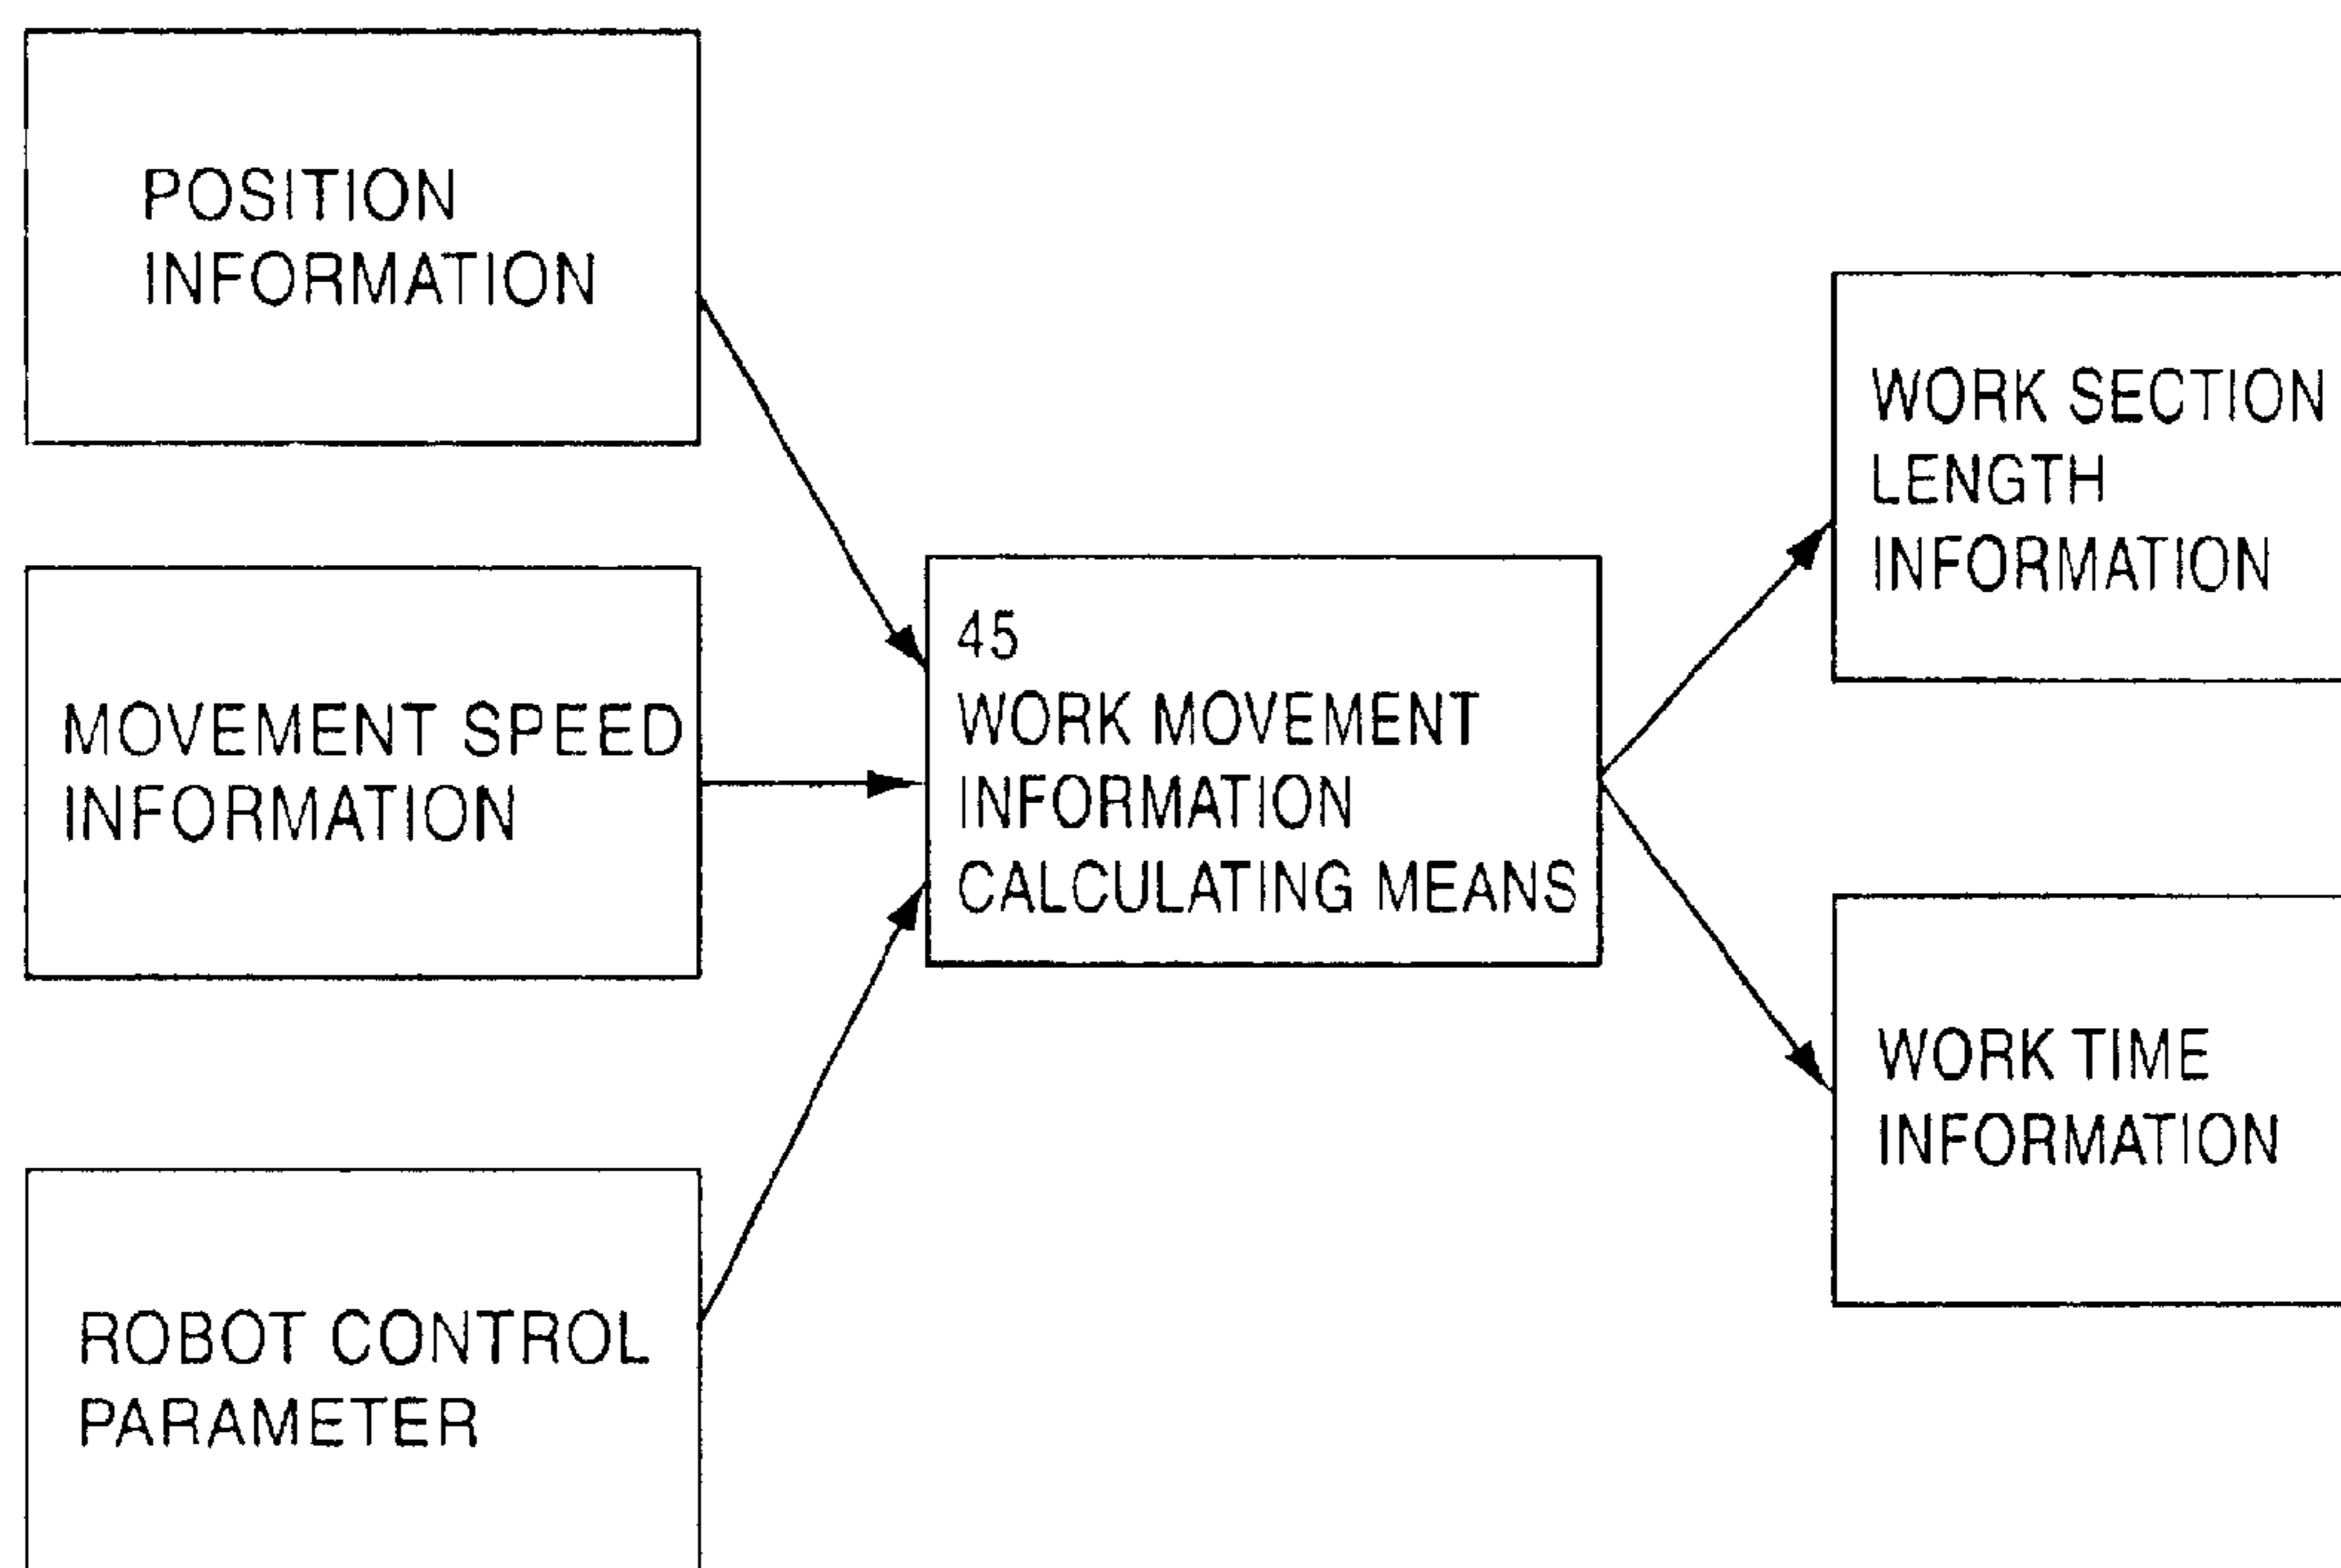 POSITION
INFORMATION
MOVEMENT SPEED
INFORMATION
ROBOT CONTROL
PARAMETER
45
WORK MOVEMENT
INFORMATION
CALCULATING MEANS
WORK SECTION
LENGTH
INFORMATION
WORK TIME
INFORMATION